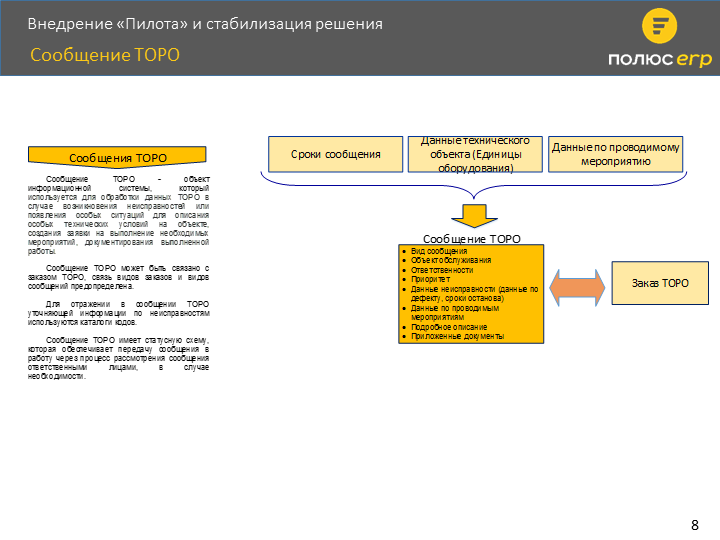 Внедрение «Пилота» и стабилизация решения
Сообщение ТОРО
ПОЛЮС егр
Сообщения ТОРО
Сообщение ТОРО - объект
информационной системы, который
используется для обработки данных ТОРО в
случае возникновения неисправностей или
появления особых ситуаций для описания
особых технических условий на объекте,
создания заявки на выполнение необходимых
мероприятий, документирования выполненной
работы.
Сообщение ТОРО может быть связано с
заказом ТОРО, связь видов заказов и видов
сообщений предопределена.
Для отражении в сообщении ТОРО
уточняющей информации по неисправностям
используются каталоги кодов.
Сообщение ТОРО имеет статусную схему,
которая обеспечивает передачу сообщения в
работу через процесс рассмотрения сообщения
ответственными лицами, в случае
необходимости.
Сроки сообщения
Данные технического
объекта (Единицы
оборудования)
Данные по проводимому
мероприятию
Сообщение ТОРО
• Вид сообщения
• Объект обслуживания
• Ответственности
• Приоритет
• Данные неисправности (данные по
дефекту, сроки останова)
• Данные по проводимым
мероприятиям
• Подробное описание
• Приложенные документы
Заказ ТОРО
8